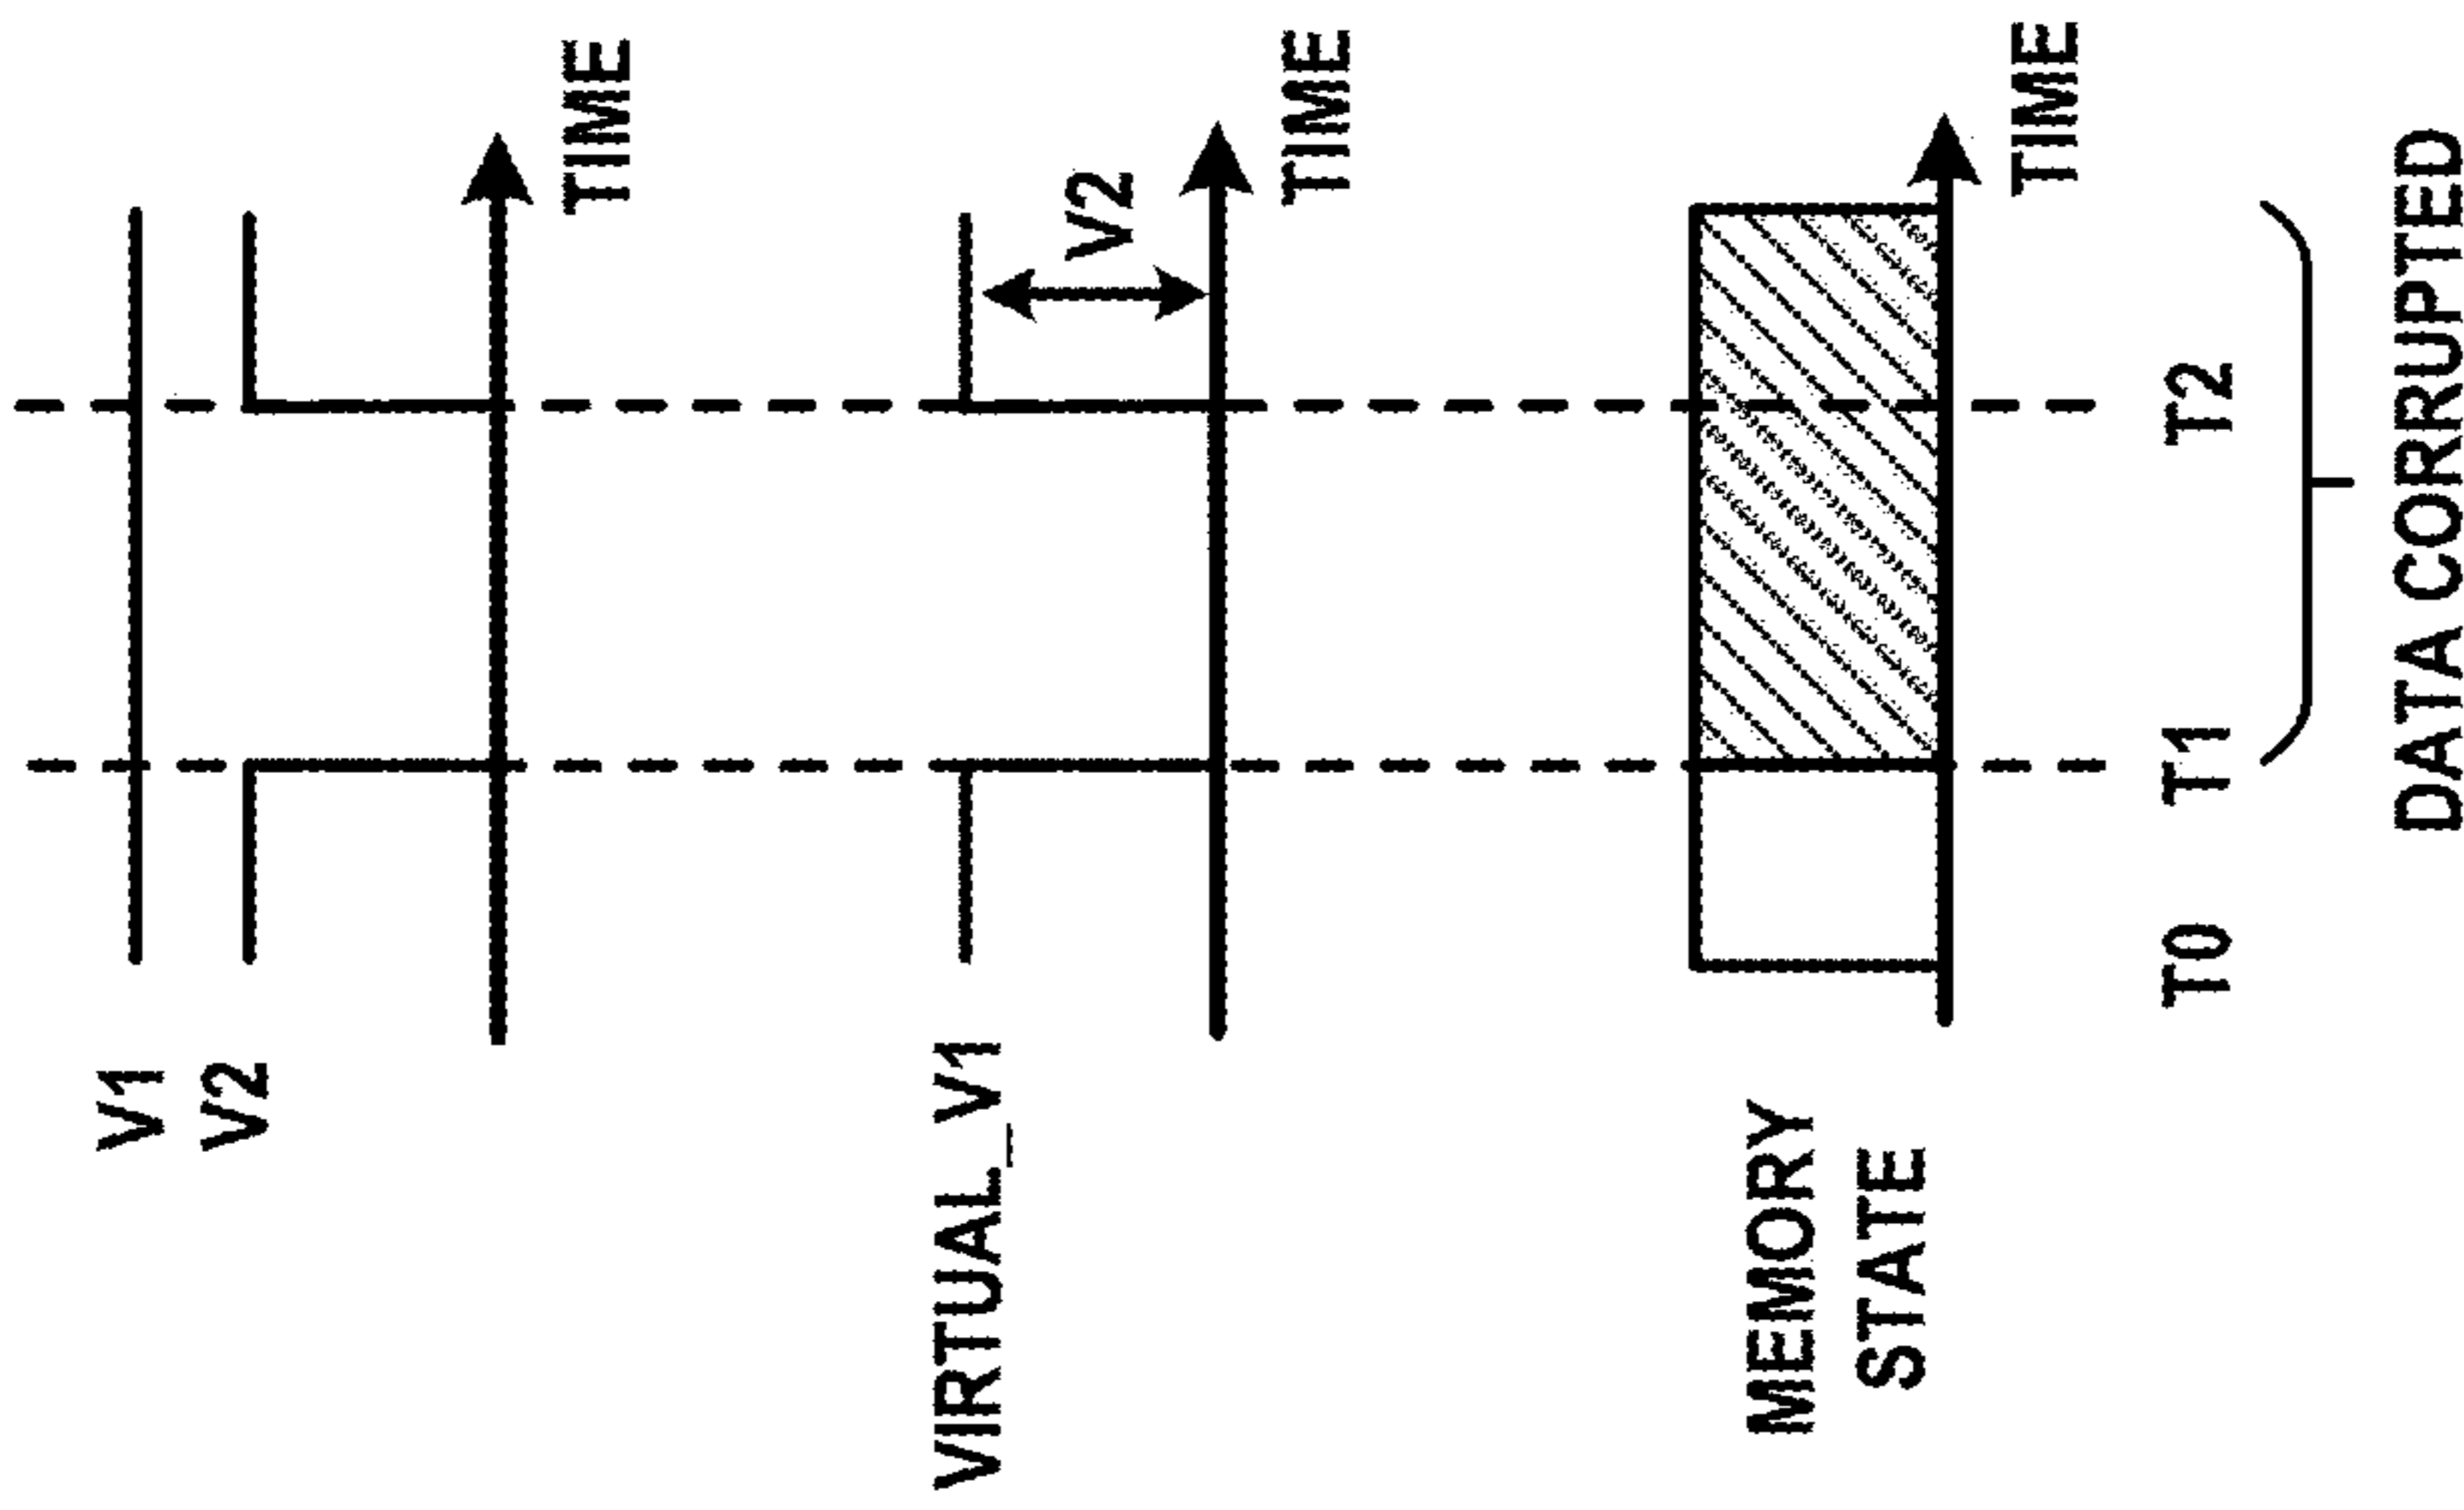 V1
V2
TIME
VIRTUAL_V1
V2
TIME
MEMORY
STATE
TIME
T0 T1 T2
DATA CORRUPTED